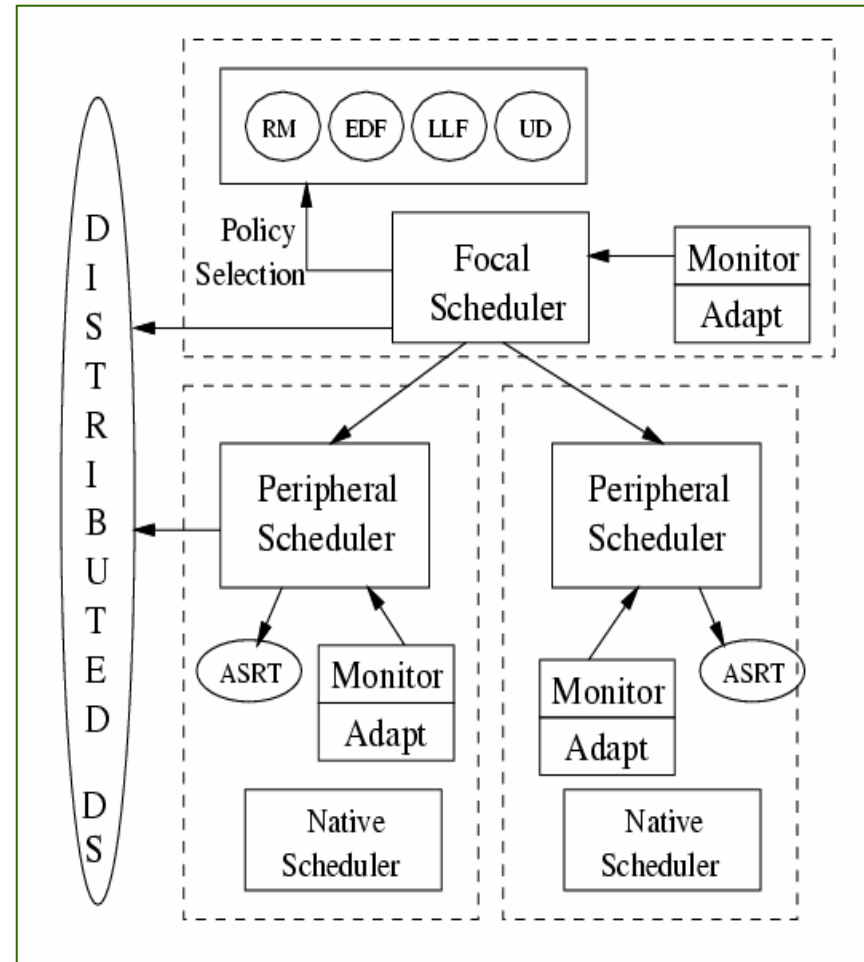 RM EDF LLF UD
Policy
Selection
Focal
Scheduler
Monitor
Adapt
DISTRIBUTED DS
Peripheral
Scheduler
ASRT
Monitor
Adapt
Native
Scheduler
Peripheral
Scheduler
Monitor
Adapt
ASRT
Native
Scheduler